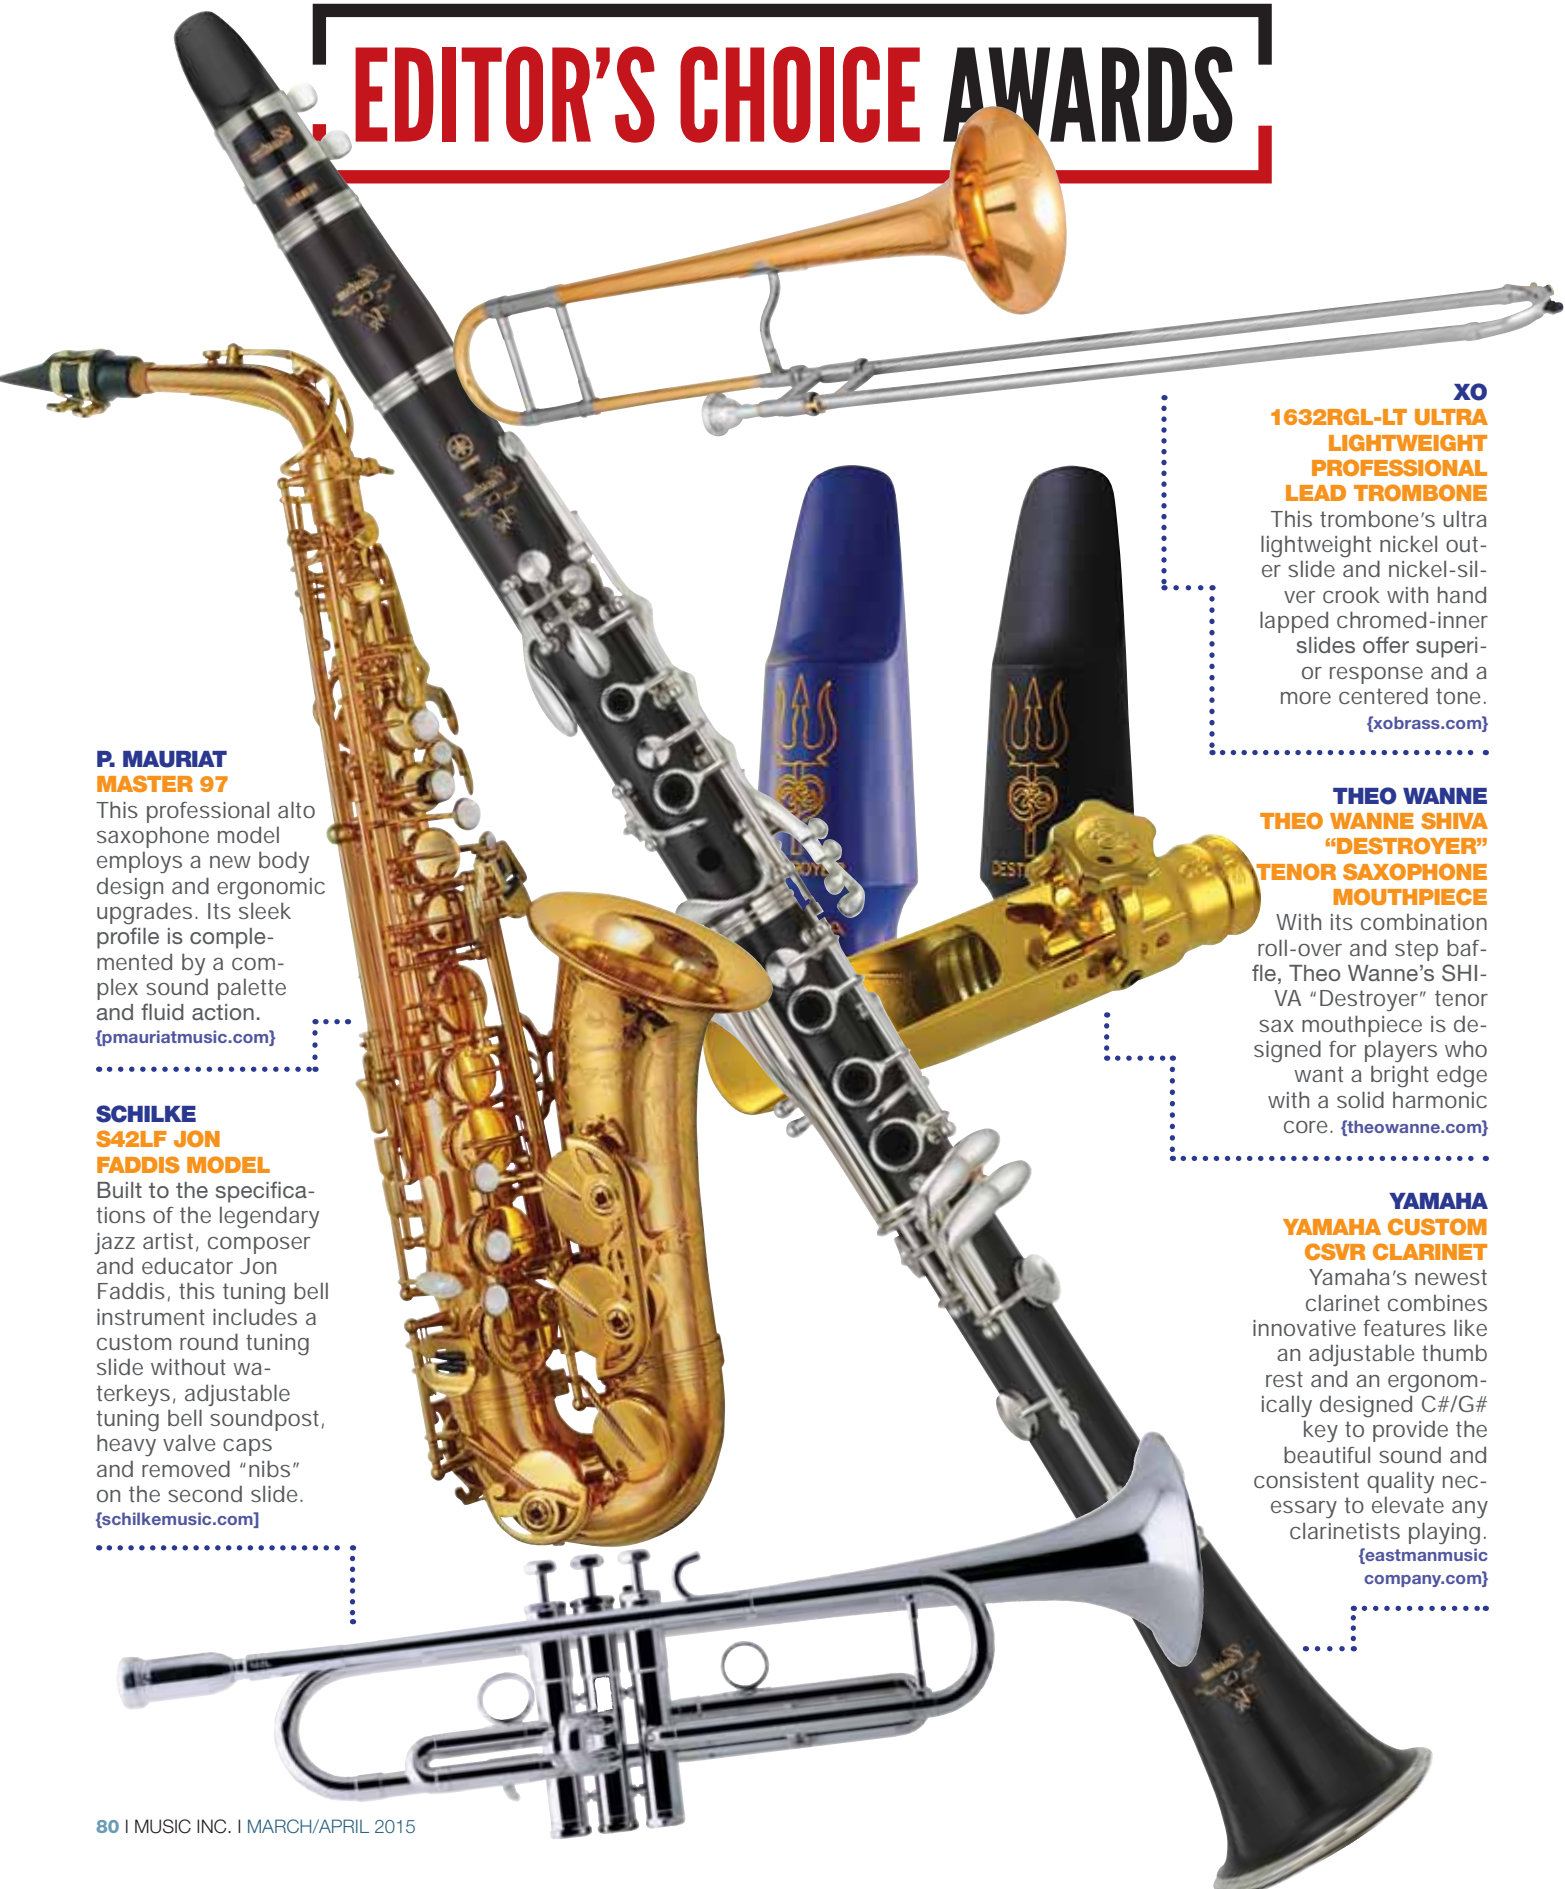 EDITOR'S CHOICE AWARDS
XO
1632RGL-LT ULTRA
LIGHTWEIGHT
PROFESSIONAL
LEAD TROMBONE
This trombone's ultra
lightweight nickel out-
er slide and nickel-sil-
ver crook with hand
lapped chromed-inner
slides offer superi-
or response and a
more centered tone.
{xobrass.com}
P. MAURIAT
MASTER 97
This professional alto
saxophone model
employs a new body
design and ergonomic
upgrades. Its sleek
profile is comple-
mented by a com-
plex sound palette
and fluid action.
{pmauriatmusic.com}
THEO WANNE
THEO WANNE SHIVA
“DESTROYER”
TENOR SAXOPHONE
MOUTHPIECE
With its combination
roll-over and step baf-
fle, Theo Wanne's SHI-
VA “Destroyer” tenor
sax mouthpiece is de-
signed for players who
want a bright edge
with a solid harmonic
core. {theowanne.com}
SCHILKE
S42LF JON
FADDIS MODEL
Built to the specifica-
tions of the legendary
jazz artist, composer
and educator Jon
Faddis, this tuning bell
instrument includes a
custom round tuning
slide without wa-
terkeys, adjustable
tuning bell soundpost,
heavy valve caps
and removed “nibs”
on the second slide.
{schilkemusic.com]
YAMAHA
YAMAHA CUSTOM
CSVR CLARINET
Yamaha's newest
clarinet combines
innovative features like
an adjustable thumb
rest and an ergonom-
ically designed C#/G#
key to provide the
beautiful sound and
consistent quality nec-
essary to elevate any
clarinetists playing.
{eastmanmusic
company.com}
80 I MUSIC INC. I MARCH/APRIL 2015